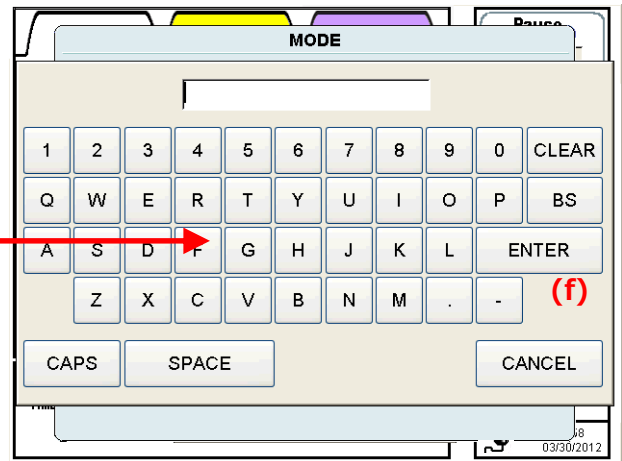 Pause
MODE
1 2 3 4 5 6 7 8 9 0 CLEAR
Q W E R T Y U I O P BS
A S D F G H J K L ENTER
Z X C V B N M . - (f)
CAPS SPACE CANCEL
03/30/2012